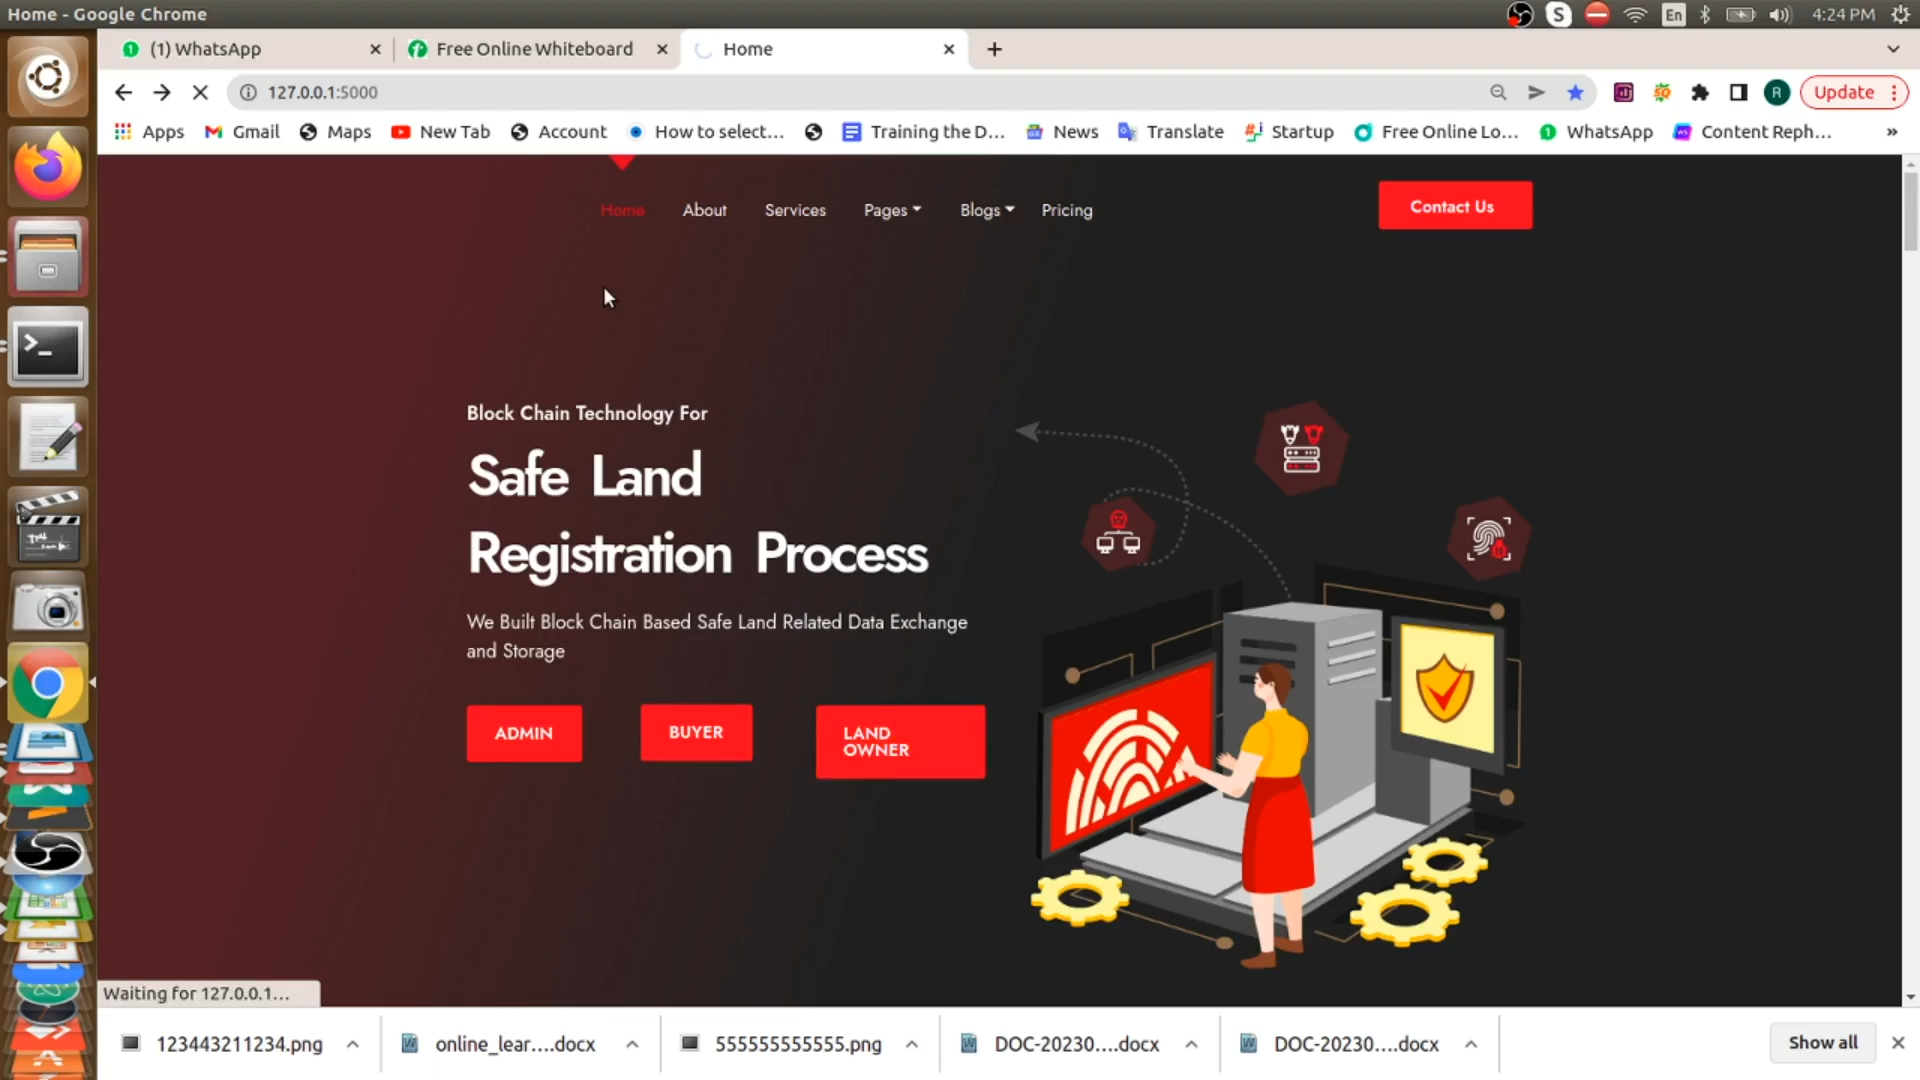 Home - Google Chrome
En
4:24 PM
(1) WhatsApp
Free Online Whiteboard
Home
127.0.0.1:5000
R
Update
Apps
Gmail
Maps
New Tab
Account
How to select...
Training the D...
News
Translate
Startup
Free Online Lo...
WhatsApp
Content Reph...
»
Home
About
Services
Pages
Blogs
Pricing
Contact Us
Block Chain Technology For
Safe Land
Registration Process
We Built Block Chain Based Safe Land Related Data Exchange
and Storage
ADMIN
BUYER
LAND
OWNER
Waiting for 127.0.0.1...
123443211234.png
online_lear....docx
555555555555.png
DOC-20230....docx
DOC-20230....docx
Show all